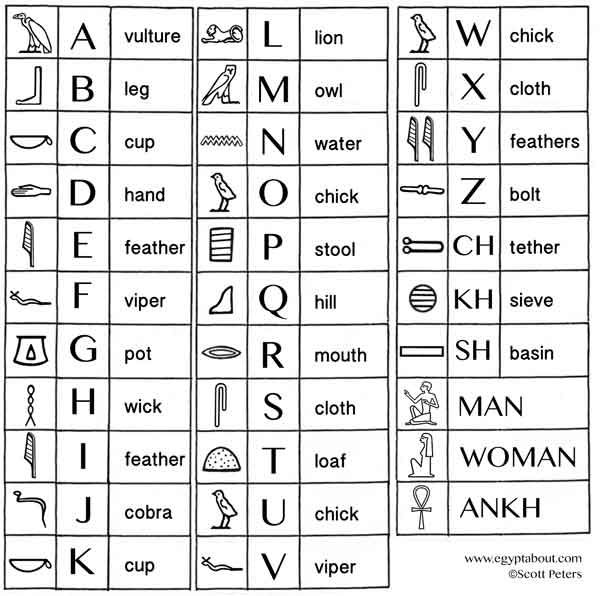 A vulture
B leg
C cup
D hand
E feather
F viper
G pot
H wick
I feather
J cobra
K cup
L lion
M owl
N water
O chick
P stool
Q hill
R mouth
S cloth
T loaf
U chick
V viper
W chick
X cloth
Y feathers
Z bolt
CH tether
KH sieve
SH basin
MAN
WOMAN
ANKH
www.egyptabout.com
©Scott Peters